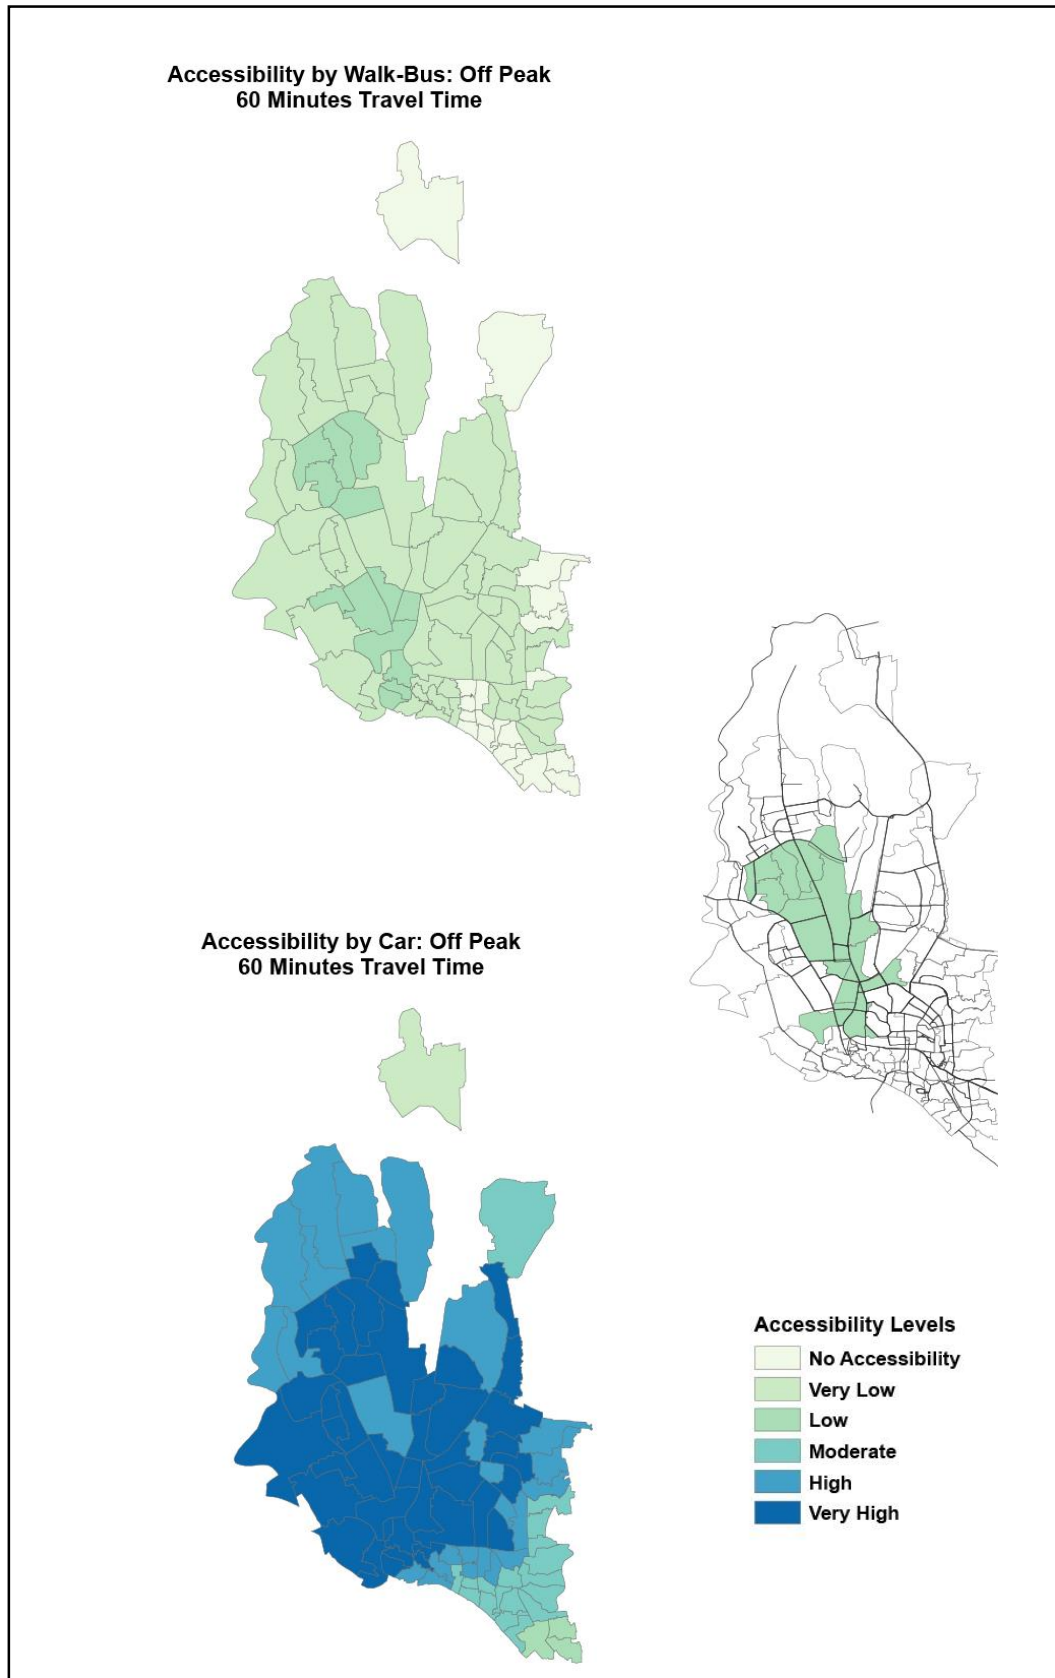 Accessibility by Walk-Bus: Off Peak
60 Minutes Travel Time
Accessibility by Car: Off Peak
60 Minutes Travel Time
Accessibility Levels
No Accessibility
Very Low
Low
Moderate
High
Very High